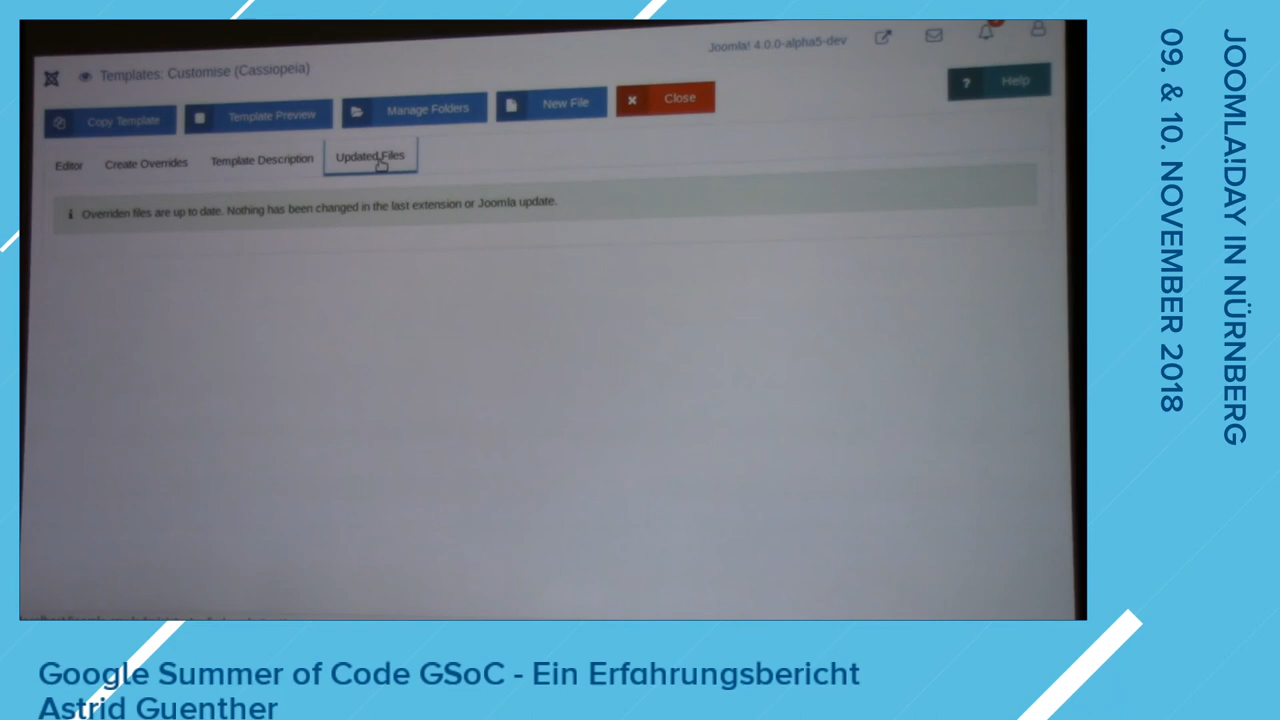 Joomla! 4.0.0-alpha5-dev
Templates: Customise (Cassiopeia)
Copy Template
Template Preview
Manage Folders
New File
Close
? Help
Editor
Create Overrides
Template Description
Updated Files
Overriden files are up to date. Nothing has been changed in the last extension or Joomla update.
JOOMLA!DAY IN NÜRNBERG
09. & 10. NOVEMBER 2018
Google Summer of Code GSoC - Ein Erfahrungsbericht
Astrid Guenther